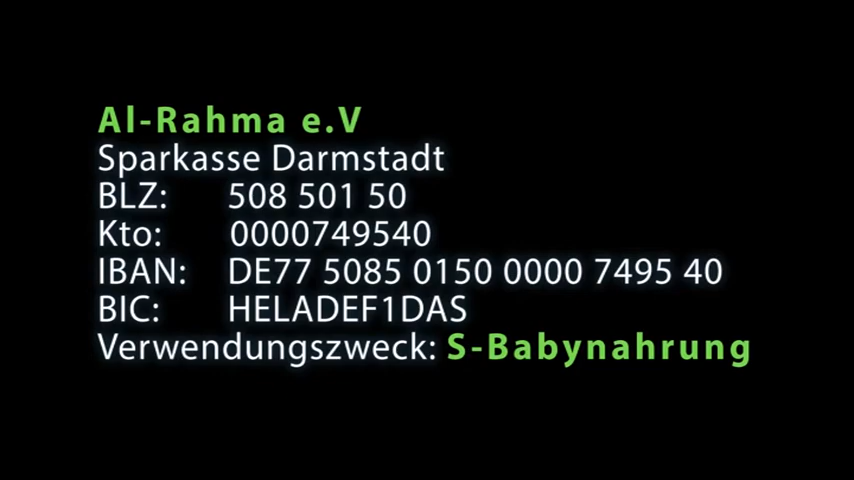 Al-Rahma e.V
Sparkasse Darmstadt
BLZ: 508 501 50
Kto: 0000749540
IBAN: DE77 5085 0150 0000 7495 40
BIC: HELADEF1DAS
Verwendungszweck: S-Babynahrung